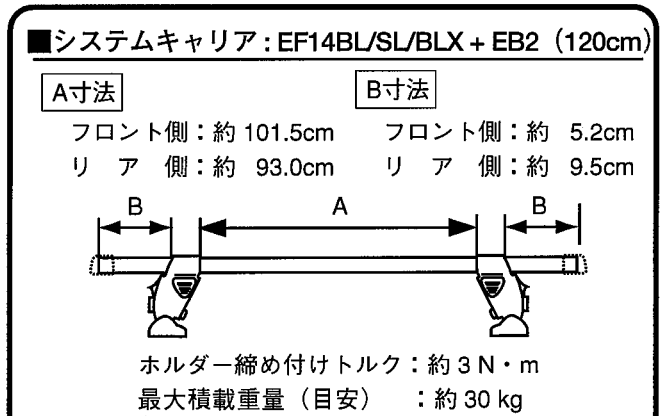 ■システムキャリア：EF14BL/SL/BLX + EB2（120cm）
A寸法 B寸法
フロント側：約 101.5cm フロント側：約 5.2cm
リア側：約 93.0cm リア側：約 9.5cm
B A B
ホルダー締め付けトルク：約 3 N・m
最大積載重量（目安）：約 30 kg